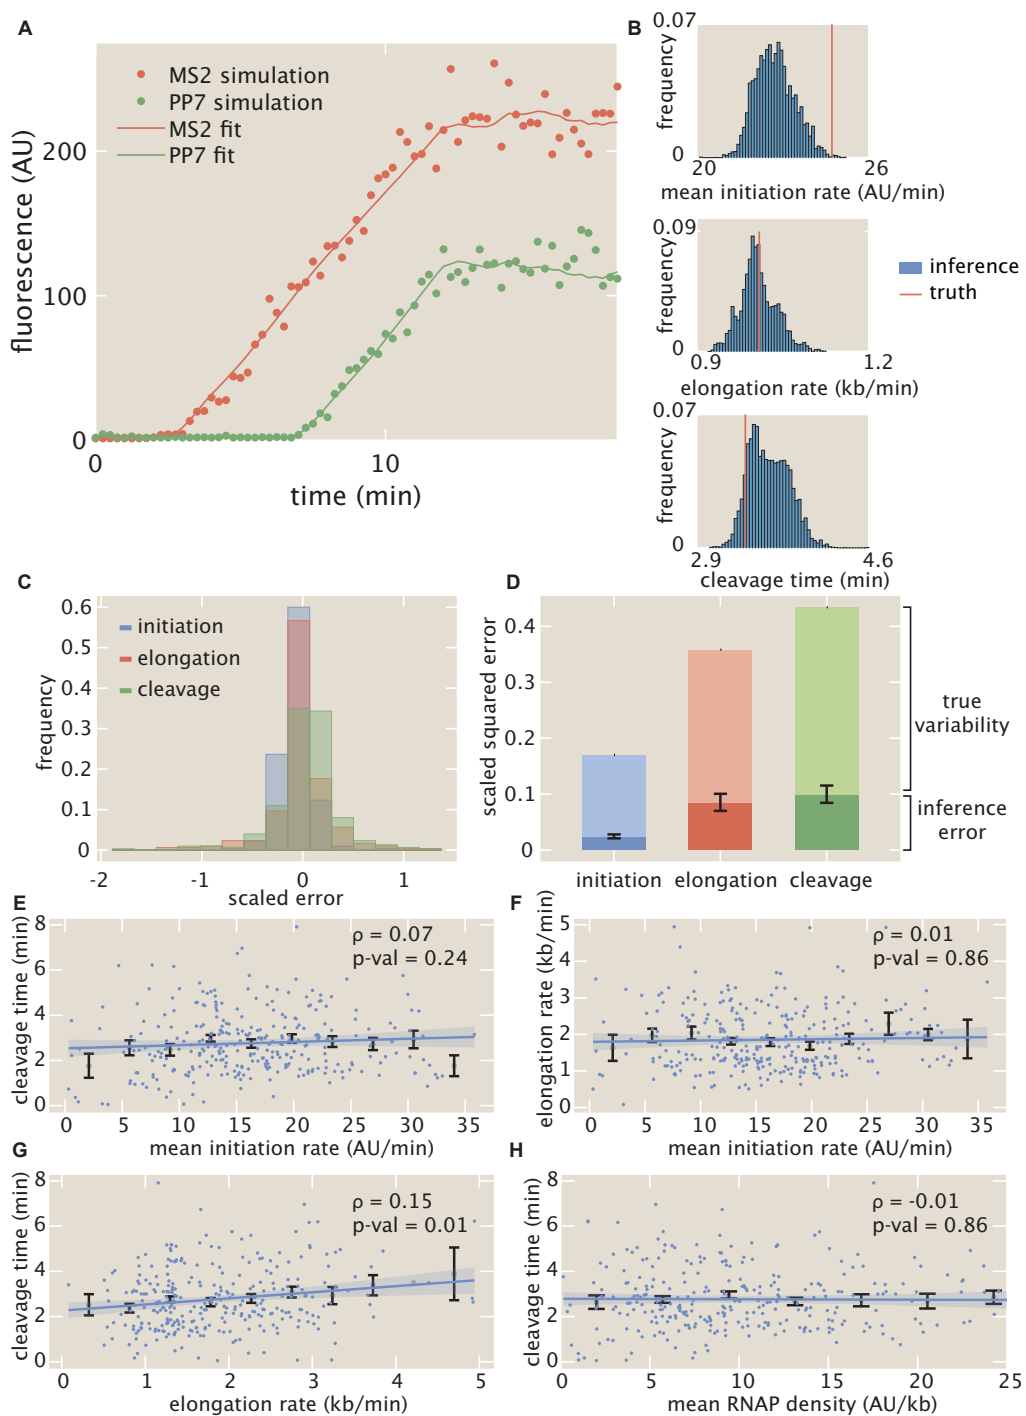 A
fluorescence (AU)
200
100
0
MS2 simulation
PP7 simulation
MS2 fit
PP7 fit
0 10
time (min)
B
frequency
0.07
0
20 26
mean initiation rate (AU/min)
frequency
0.09
0
0.9 1.2
elongation rate (kb/min)
inference
truth
frequency
0.07
0
2.9 4.6
cleavage time (min)
C
frequency
0.6
0.5
0.4
0.3
0.2
0.1
0
initiation
elongation
cleavage
-2 -1 0 1
scaled error
D
scaled squared error
0.4
0.3
0.2
0.1
0
true
variability
inference
error
initiation elongation cleavage
E
cleavage time (min)
8
6
4
2
0
ρ = 0.07
p-val = 0.24
0 5 10 15 20 25 30 35
mean initiation rate (AU/min)
F
elongation rate (kb/min)
5
4
3
2
1
0
ρ = 0.01
p-val = 0.86
0 5 10 15 20 25 30 35
mean initiation rate (AU/min)
G
cleavage time (min)
8
6
4
2
0
ρ = 0.15
p-val = 0.01
0 1 2 3 4 5
elongation rate (kb/min)
H
cleavage time (min)
8
6
4
2
0
ρ = -0.01
p-val = 0.86
0 5 10 15 20 25
mean RNAP density (AU/kb)